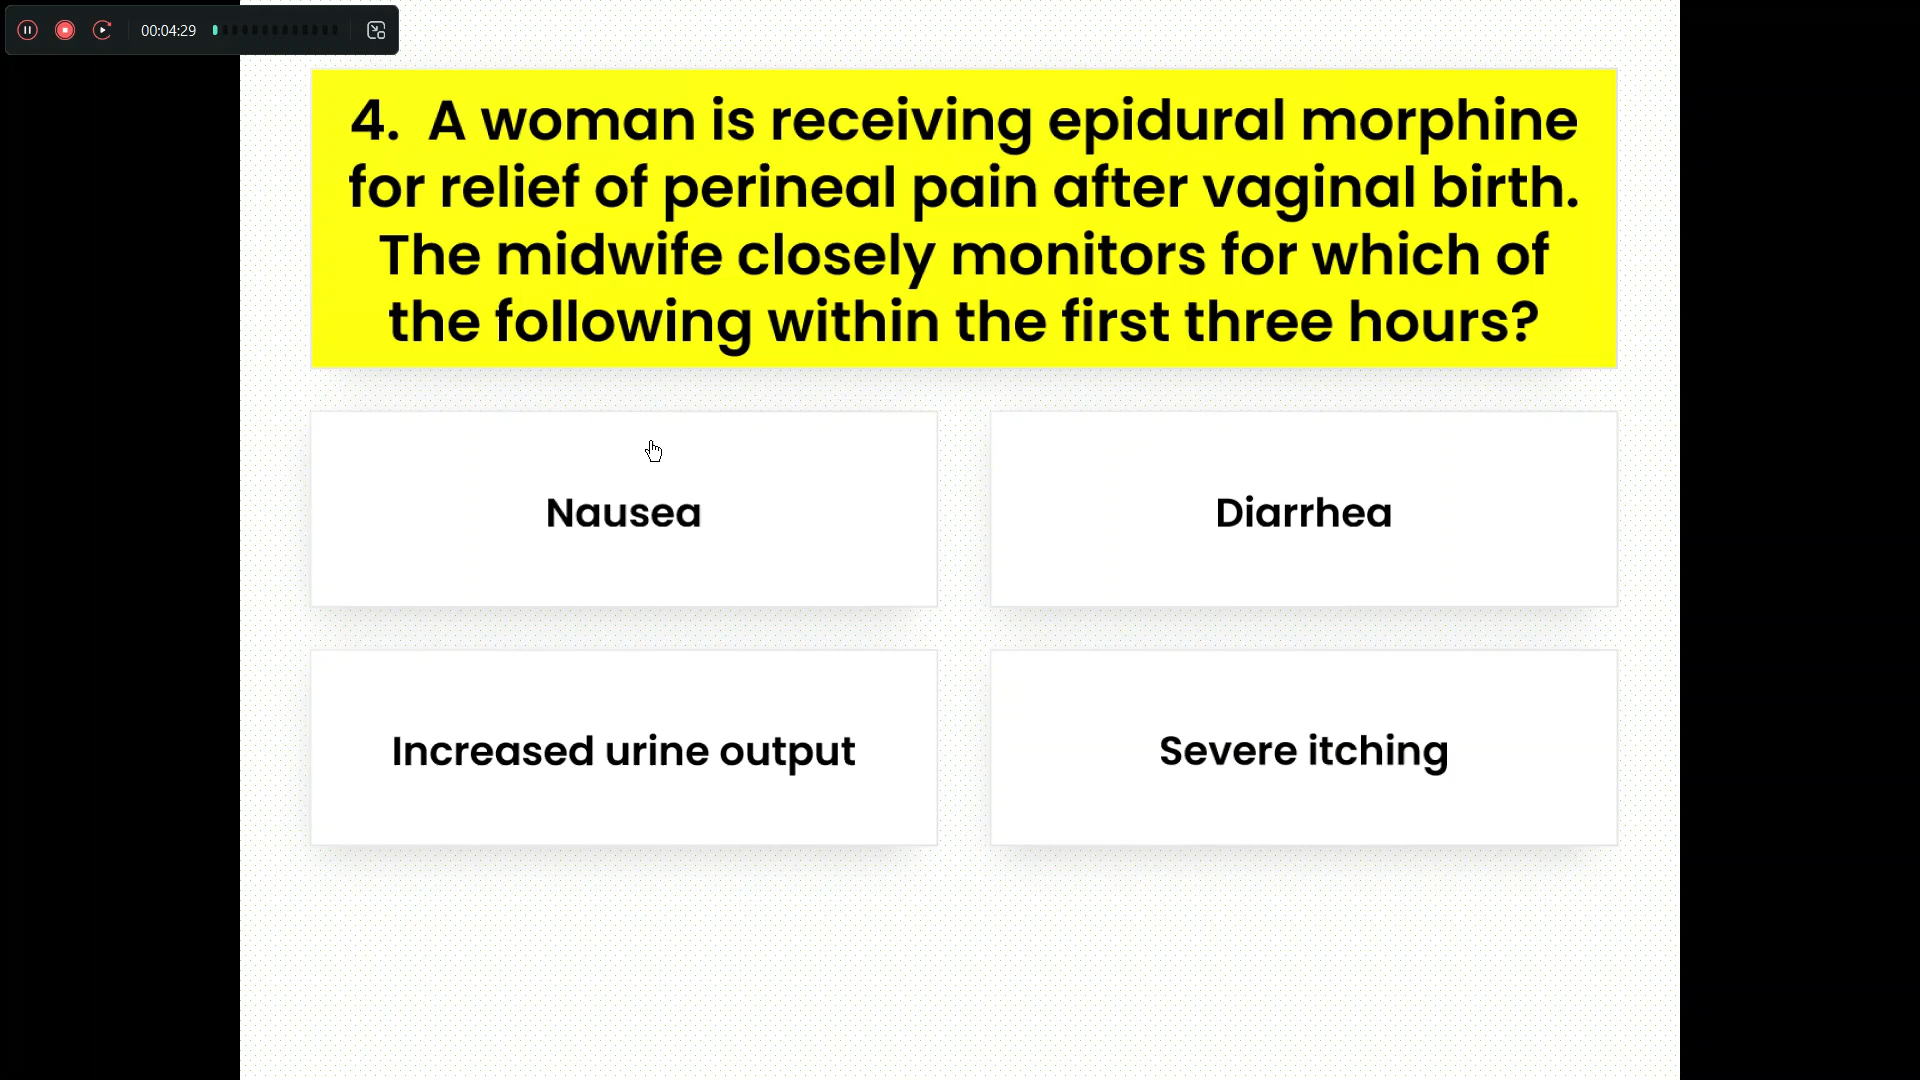 00:04:29
4. A woman is receiving epidural morphine
for relief of perineal pain after vaginal birth.
The midwife closely monitors for which of
the following within the first three hours?
Nausea
Diarrhea
Increased urine output
Severe itching